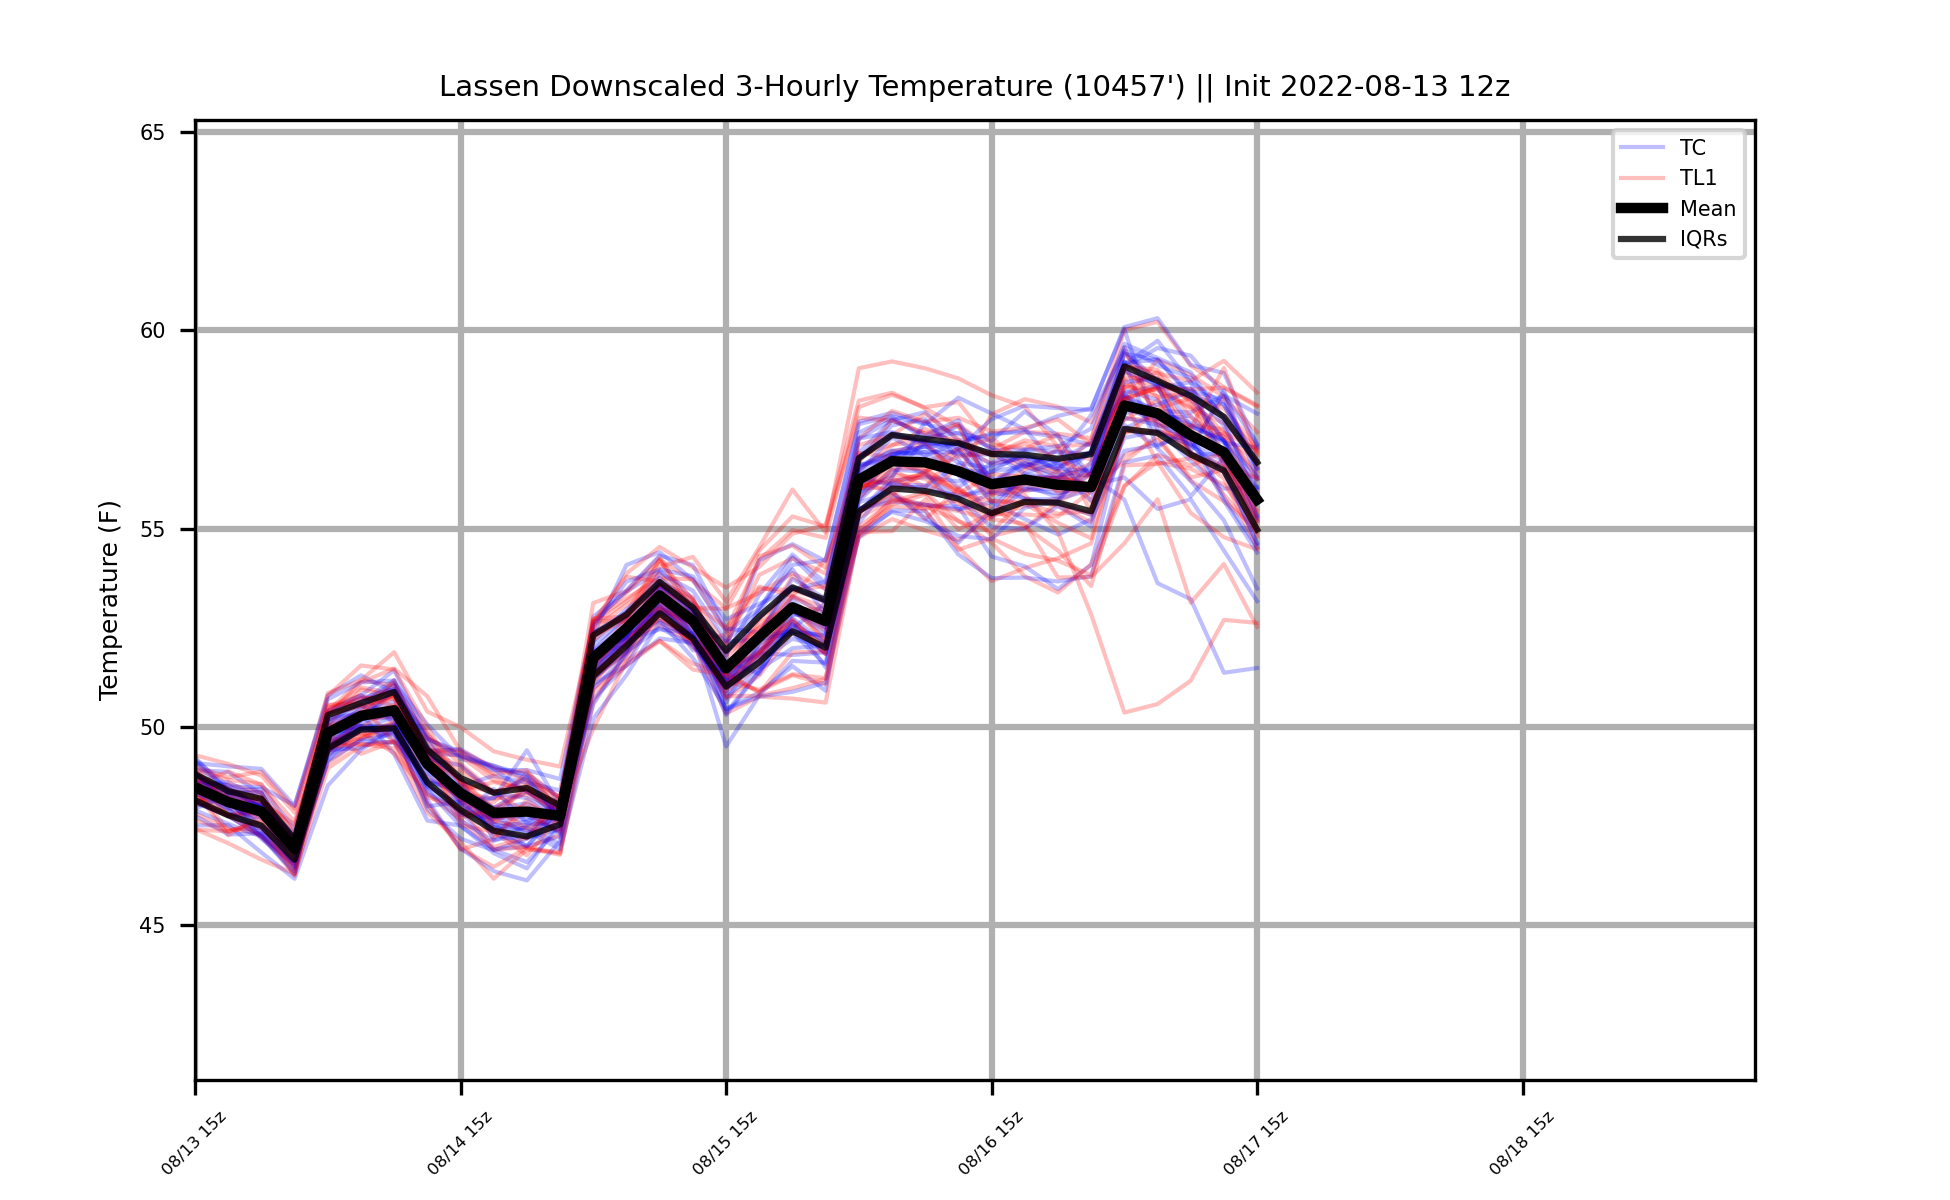 Lassen Downscaled 3-Hourly Temperature (10457') || Init 2022-08-13 12z
65
60
55
50
45
Temperature (F)
TC
TL1
Mean
IQRs
08/13 15z
08/14 15z
08/15 15z
08/16 15z
08/17 15z
08/18 15z